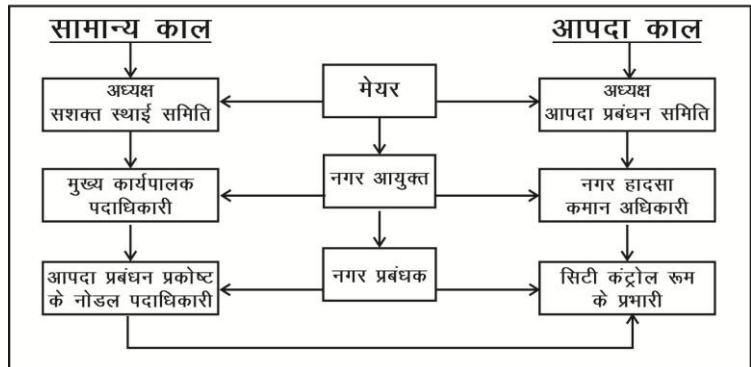 सामान्य काल
आपदा काल
अध्यक्ष
सशक्त स्थाई समिति
मेयर
अध्यक्ष
आपदा प्रबंधन समिति
मुख्य कार्यपालक
पदाधिकारी
नगर आयुक्त
नगर हादसा
कमान अधिकारी
आपदा प्रबंधन प्रकोष्ट
के नोडल पदाधिकारी
नगर प्रबंधक
सिटी कंट्रोल रूम
के प्रभारी